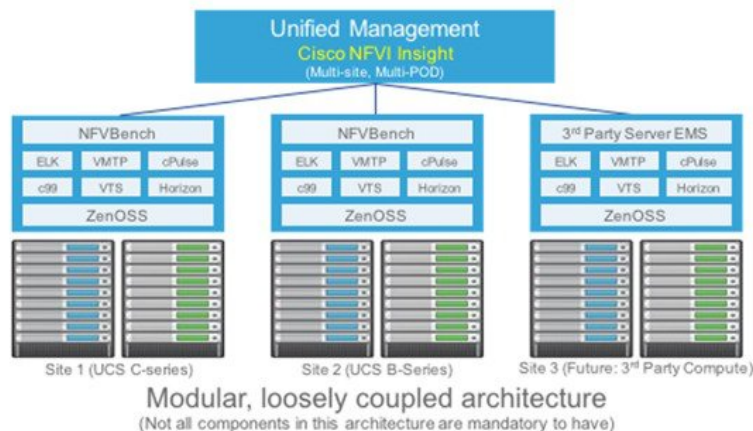 Unified Management
Cisco NFVI Insight
(Multi-site, Multi-POD)
NFVBench
ELK VMTP cPulse
c99 VTS Horizon
ZenOSS
Site 1 (UCS C-series)
NFVBench
ELK VMTP cPulse
c99 VTS Horizon
ZenOSS
Site 2 (UCS B-Series)
3rd Party Server EMS
ELK VMTP cPulse
c99 VTS Horizon
ZenOSS
Site 3 (Future: 3rd Party Compute)
Modular, loosely coupled architecture
(Not all components in this architecture are mandatory to have)